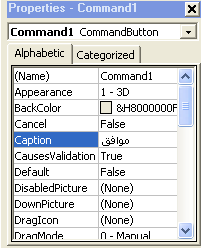 Properties - Command1
Command1 CommandButton
Alphabetic Categorized
(Name) Command1
Appearance 1 - 3D
BackColor &H8000000F
Cancel False
Caption موافق
CausesValidation True
Default False
DisabledPicture (None)
DownPicture (None)
DragIcon (None)
DragMode 0 - Manual